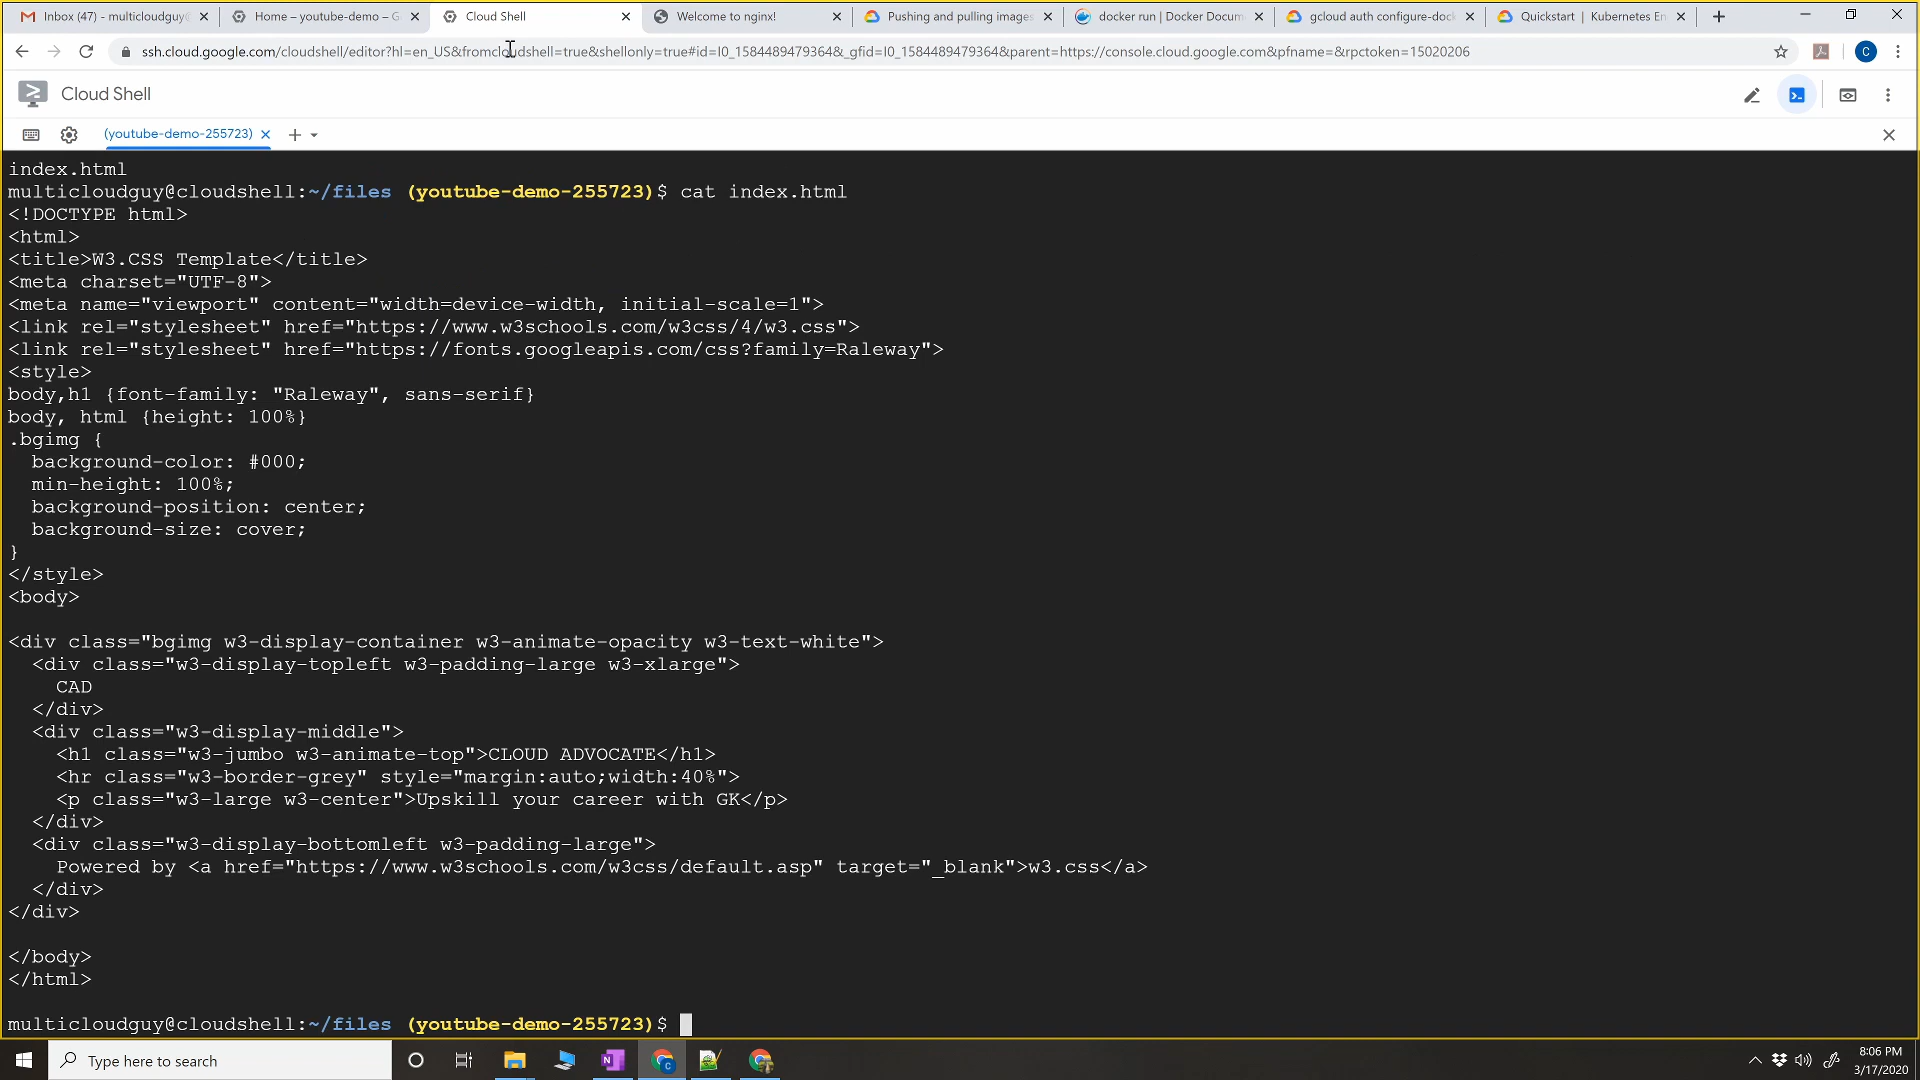 Inbox (47) - multicloudguy
Home – youtube-demo – G
Cloud Shell
Welcome to nginx!
Pushing and pulling images
docker run | Docker Docum
gcloud auth configure-dock
Quickstart | Kubernetes En
ssh.cloud.google.com/cloudshell/editor?hl=en_US&fromcloudshell=true&shellonly=true#id=I0_1584489479364&_gfid=I0_1584489479364&parent=https://console.cloud.google.com&pfname=&rpctoken=15020206
C
Cloud Shell
(youtube-demo-255723)
index.html
multicloudguy@cloudshell:~/files (youtube-demo-255723)$ cat index.html
<!DOCTYPE html>
<html>
<title>W3.CSS Template</title>
<meta charset="UTF-8">
<meta name="viewport" content="width=device-width, initial-scale=1">
<link rel="stylesheet" href="https://www.w3schools.com/w3css/4/w3.css">
<link rel="stylesheet" href="https://fonts.googleapis.com/css?family=Raleway">
<style>
body,h1 {font-family: "Raleway", sans-serif}
body, html {height: 100%}
.bgimg {
  background-color: #000;
  min-height: 100%;
  background-position: center;
  background-size: cover;
}
</style>
<body>
<div class="bgimg w3-display-container w3-animate-opacity w3-text-white">
  <div class="w3-display-topleft w3-padding-large w3-xlarge">
    CAD
  </div>
  <div class="w3-display-middle">
    <h1 class="w3-jumbo w3-animate-top">CLOUD ADVOCATE</h1>
    <hr class="w3-border-grey" style="margin:auto;width:40%">
    <p class="w3-large w3-center">Upskill your career with GK</p>
  </div>
  <div class="w3-display-bottomleft w3-padding-large">
    Powered by <a href="https://www.w3schools.com/w3css/default.asp" target="_blank">w3.css</a>
  </div>
</div>
</body>
</html>
multicloudguy@cloudshell:~/files (youtube-demo-255723)$
Type here to search
8:06 PM
3/17/2020